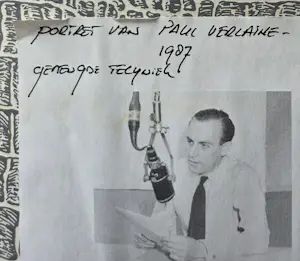 PORTRET VAN PAUL VERLAINE -
1987
GEMENGDE TECHNIEK